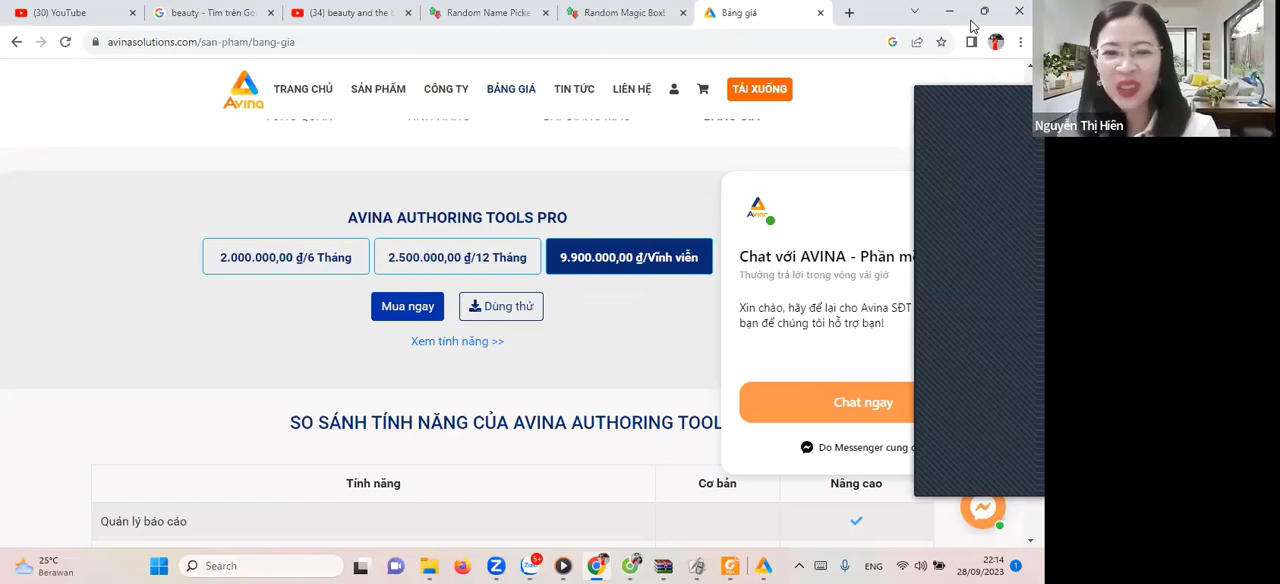 (30) YouTube
beauty - Tìm trên Go
(34) beauty and the
Random Name Picke
Random Magic Box!
Bảng giá
avinasolutions.com/san-pham/bang-gia
Avina
TRANG CHỦ
SẢN PHẨM
CÔNG TY
BẢNG GIÁ
TIN TỨC
LIÊN HỆ
TẢI XUỐNG
Nguyễn Thị Hiên
AVINA AUTHORING TOOLS PRO
2.000.000,00 ₫/6 Tháng
2.500.000,00 ₫/12 Tháng
9.900.000,00 ₫/Vĩnh viễn
Mua ngay
Dùng thử
Xem tính năng >>
Chat với AVINA - Phần mề
Thường trả lời trong vòng vài giờ
Xin chào, hãy để lại cho Avina SĐT
bạn để chúng tôi hỗ trợ bạn!
Chat ngay
Do Messenger cung
SO SÁNH TÍNH NĂNG CỦA AVINA AUTHORING TOOL
Tính năng
Cơ bản
Nâng cao
Quản lý báo cáo
25°C
Berawan
Search
5+
Zalo
ENG
22:14
28/09/2023
1